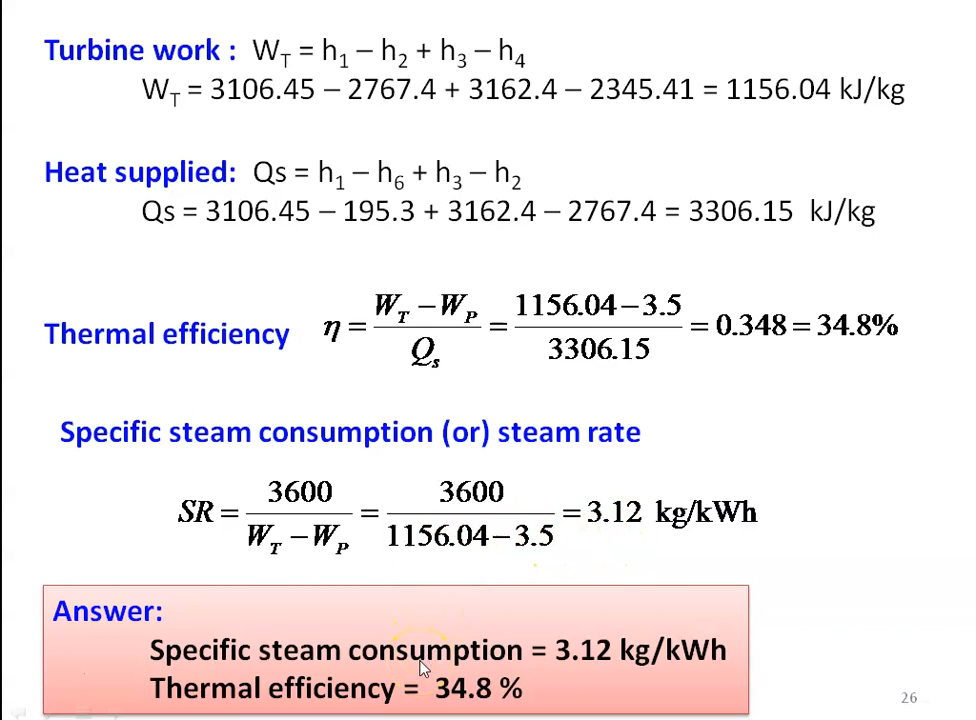 Turbine work : W_T = h_1 – h_2 + h_3 – h_4
W_T = 3106.45 – 2767.4 + 3162.4 – 2345.41 = 1156.04 kJ/kg
Heat supplied: Qs = h_1 – h_6 + h_3 – h_2
Qs = 3106.45 – 195.3 + 3162.4 – 2767.4 = 3306.15 kJ/kg
Thermal efficiency η = (W_T – W_P) / Q_s = (1156.04 – 3.5) / 3306.15 = 0.348 = 34.8%
Specific steam consumption (or) steam rate
SR = 3600 / (W_T – W_P) = 3600 / (1156.04 – 3.5) = 3.12 kg/kWh
Answer:
Specific steam consumption = 3.12 kg/kWh
Thermal efficiency = 34.8 %
26